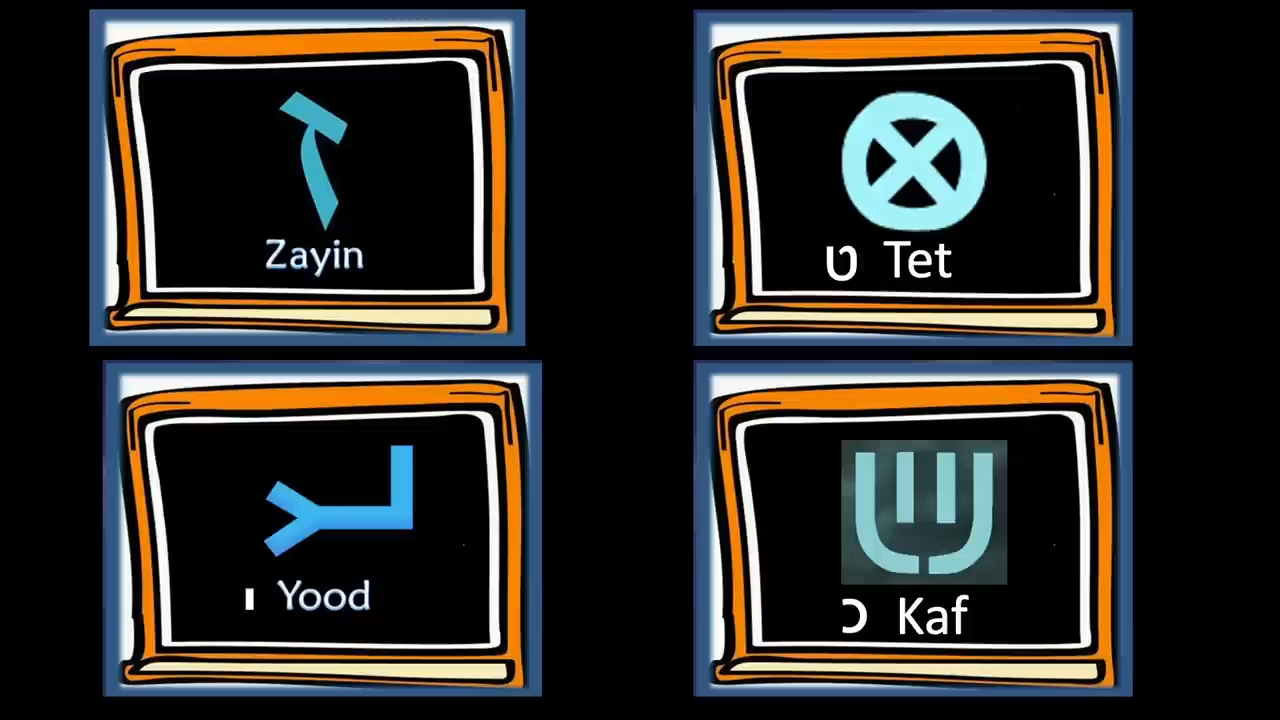 Zayin
ט Tet
י Yood
כ Kaf